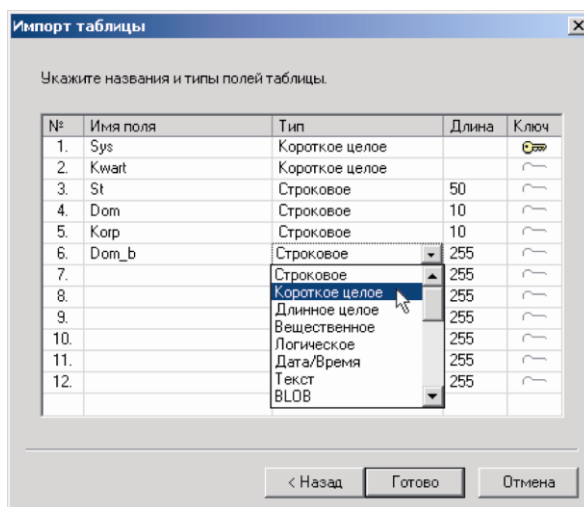 Импорт таблицы
Укажите названия и типы полей таблицы.
№ Имя поля Тип Длина Ключ
1. Sys Короткое целое
2. Kwart Короткое целое
3. St Строковое 50
4. Dom Строковое 10
5. Korp Строковое 10
6. Dom_b Строковое 255
7. Строковое 255
8. Короткое целое 255
9. Длинное целое 255
Вещественное
10. Логическое 255
11. Дата/Время 255
12. Текст 255
BLOB
< Назад Готово Отмена